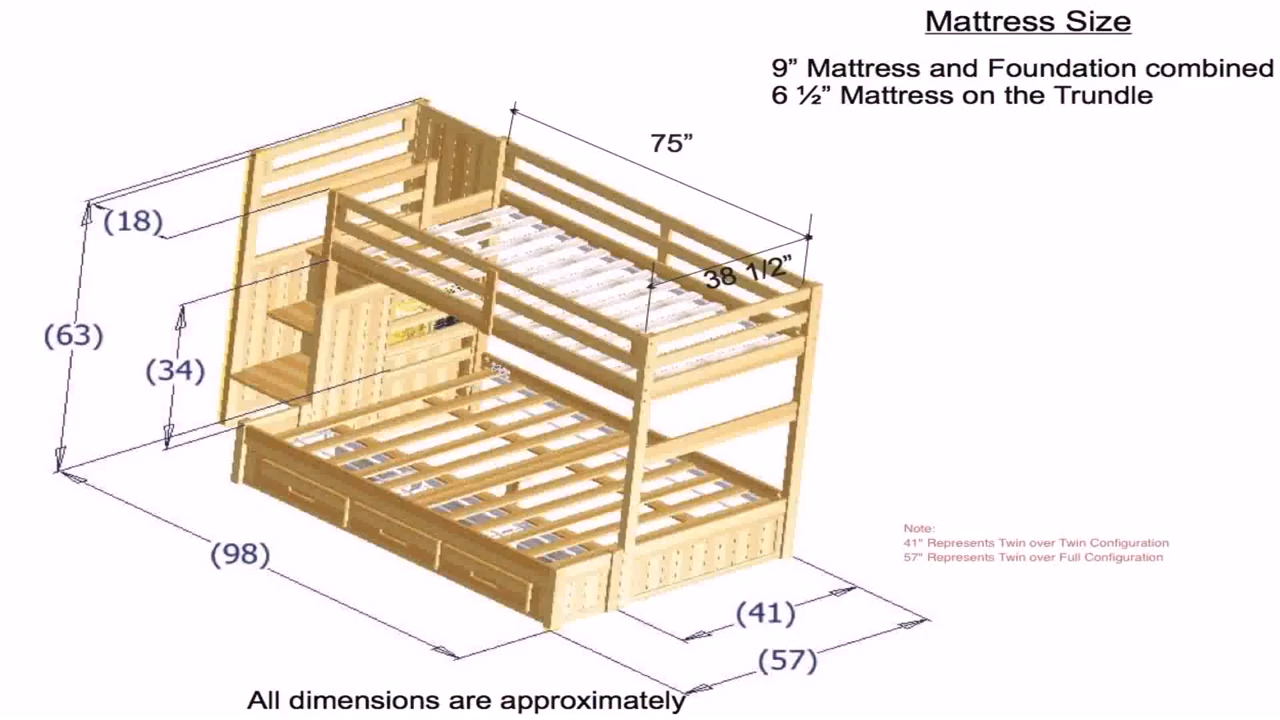 Mattress Size
9” Mattress and Foundation combined
6 ½” Mattress on the Trundle
75”
(18)
38 1/2”
(63)
(34)
Note:
41" Represents Twin over Twin Configuration
57" Represents Twin over Full Configuration
(98)
(41)
(57)
All dimensions are approximately